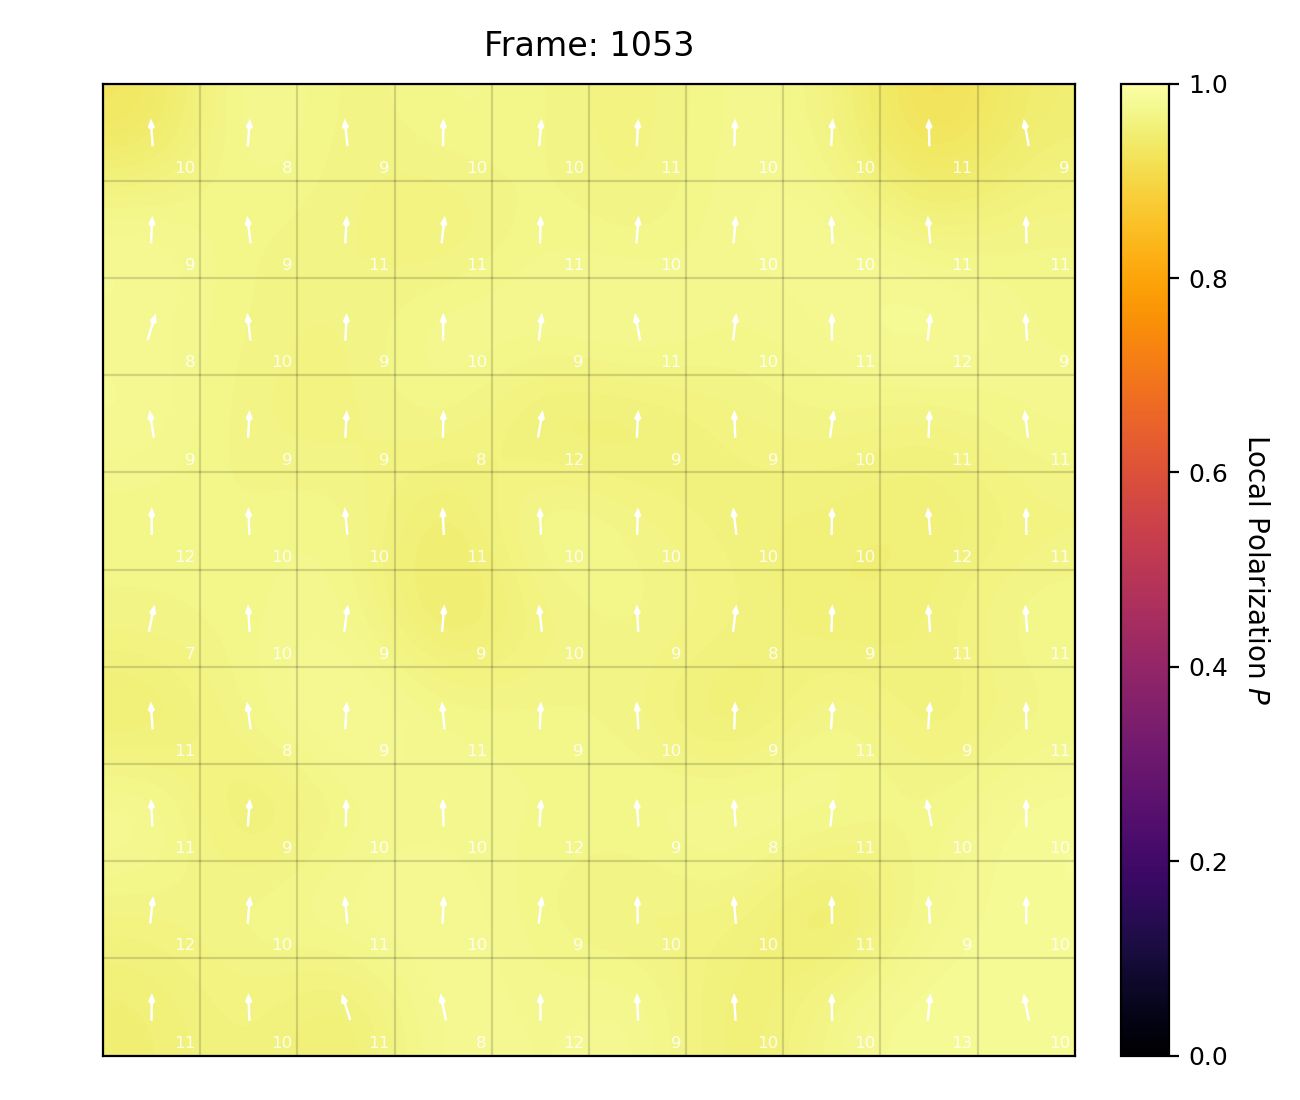 Frame: 1053
10 8 9 10 10 11 10 10 11 9
9 9 11 11 11 10 10 10 11 11
8 10 9 10 9 11 10 11 12 9
9 9 9 8 12 9 9 10 11 11
12 10 10 11 10 10 10 10 12 11
7 10 9 9 10 9 8 9 11 11
11 8 9 11 9 10 9 11 9 11
11 9 10 10 12 9 8 11 10 10
12 10 11 10 9 10 10 11 9 10
11 10 11 8 12 9 10 10 13 10
1.0
0.8
0.6
0.4
0.2
0.0
Local Polarization P